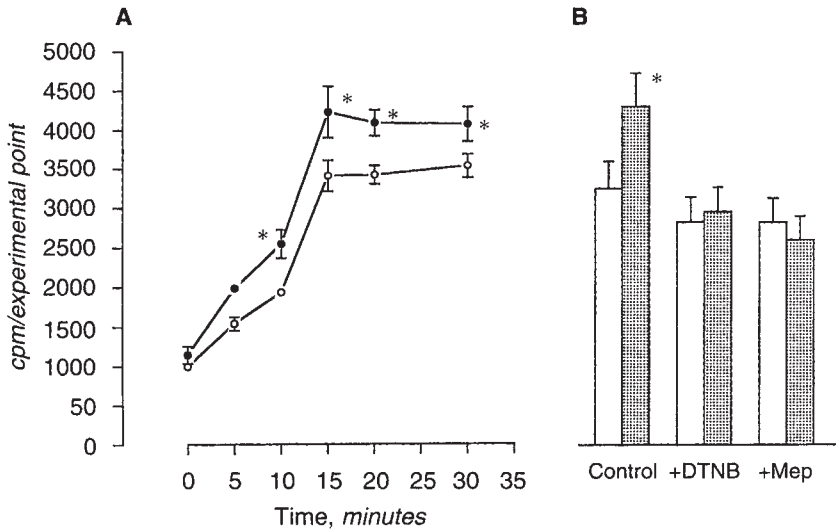 A
B
5000
4500
4000
3500
3000
2500
2000
1500
1000
50
0
cpm/experimental point
*
*
*
*
*
0 5 10 15 20 25 30 35
Time, minutes
Control +DTNB +Mep